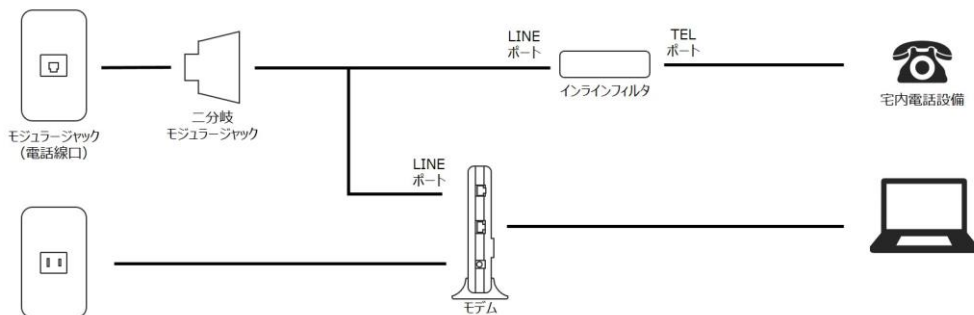 モジュラージャック
(電話線口)
二分岐
モジュラージャック
LINE
ポート
インラインフィルタ
TEL
ポート
宅内電話設備
LINE
ポート
モデム